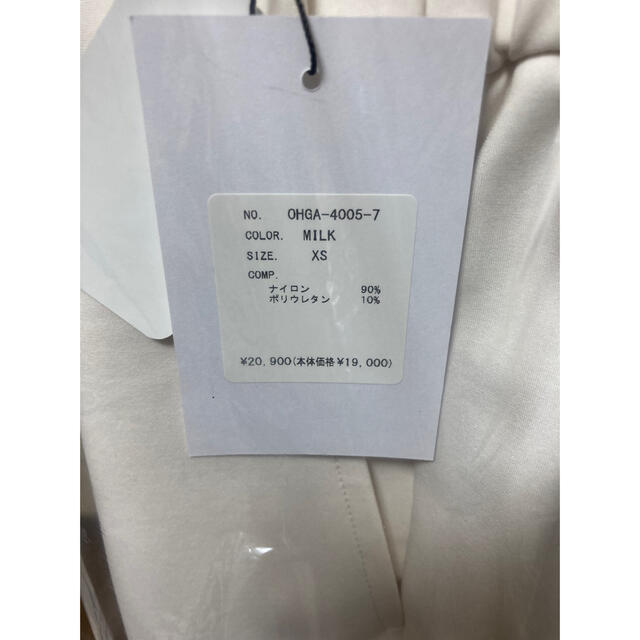 NO. OHGA-4005-7
COLOR. MILK
SIZE. XS
COMP.
ナイロン 90%
ポリウレタン 10%
¥20,900(本体価格¥19,000)